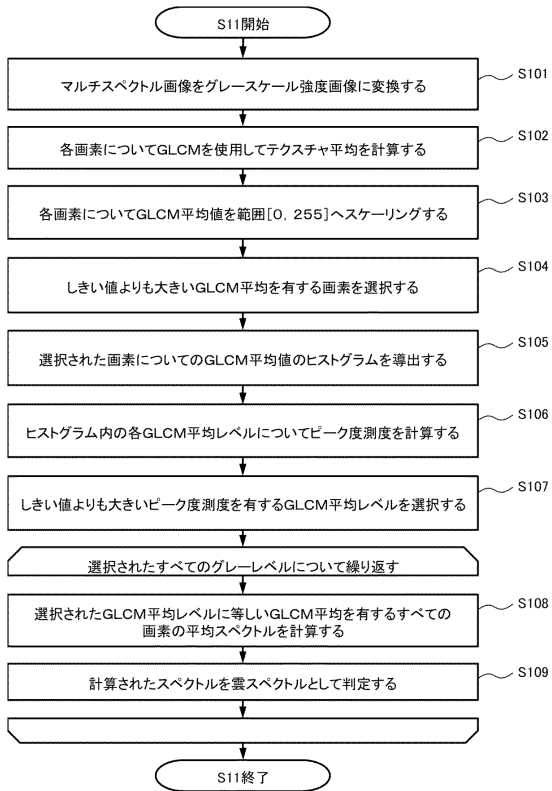 S11開始
マルチスペクトル画像をグレースケール強度画像に変換する
S101
各画素についてGLCMを使用してテクスチャ平均を計算する
S102
各画素についてGLCM平均値を範囲[0, 255]へスケーリングする
S103
しきい値よりも大きいGLCM平均を有する画素を選択する
S104
選択された画素についてのGLCM平均値のヒストグラムを導出する
S105
ヒストグラム内の各GLCM平均レベルについてピーク度測度を計算する
S106
しきい値よりも大きいピーク度測度を有するGLCM平均レベルを選択する
S107
選択されたすべてのグレーレベルについて繰り返す
選択されたGLCM平均レベルに等しいGLCM平均を有するすべての
画素の平均スペクトルを計算する
S108
計算されたスペクトルを雲スペクトルとして判定する
S109
S11終了